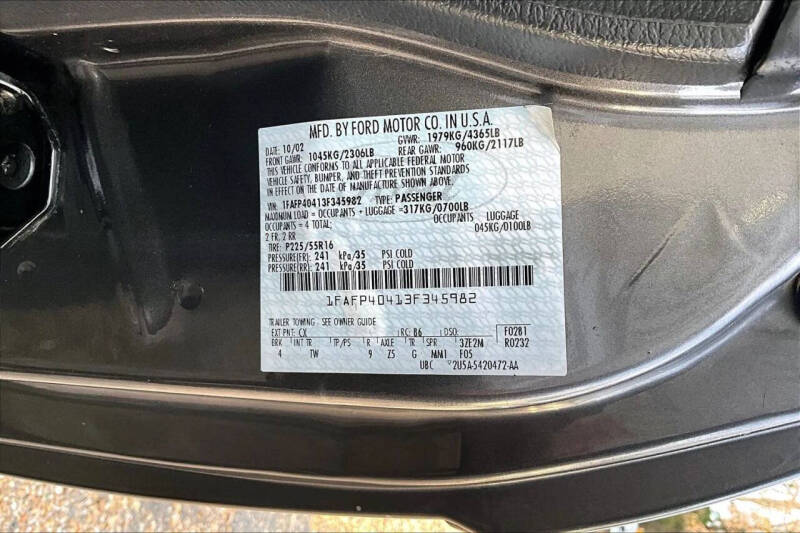 MFD. BY FORD MOTOR CO. IN U.S.A.
DATE: 10/02 GVWR: 1979KG/4365LB
FRONT GAWR: 1045KG/2306LB REAR GAWR: 960KG/2117LB
THIS VEHICLE CONFORMS TO ALL APPLICABLE FEDERAL MOTOR
VEHICLE SAFETY, BUMPER, AND THEFT PREVENTION STANDARDS
IN EFFECT ON THE DATE OF MANUFACTURE SHOWN ABOVE.
VIN: 1FAFP40413F345982 TYPE: PASSENGER
MAXIMUM LOAD = OCCUPANTS + LUGGAGE =317KG/0700LB
OCCUPANTS = 4 TOTAL; OCCUPANTS LUGGAGE
2 FR, 2 RR 045KG/0100LB
TIRE: P225/55R16
PRESSURE(FR): 241 kPa/35 PSI COLD
PRESSURE(RR): 241 kPa/35 PSI COLD
1FAFP40413F345982
TRAILER TOWING : SEE OWNER GUIDE
EXT PNT: CX RC: B6 DSO: F0281
BRK INT TR TP/PS R AXLE TR SPR 3ZE2M R0232
4 TW 9 Z5 G MM1 F05
UBC 2U5A-5420472-AA